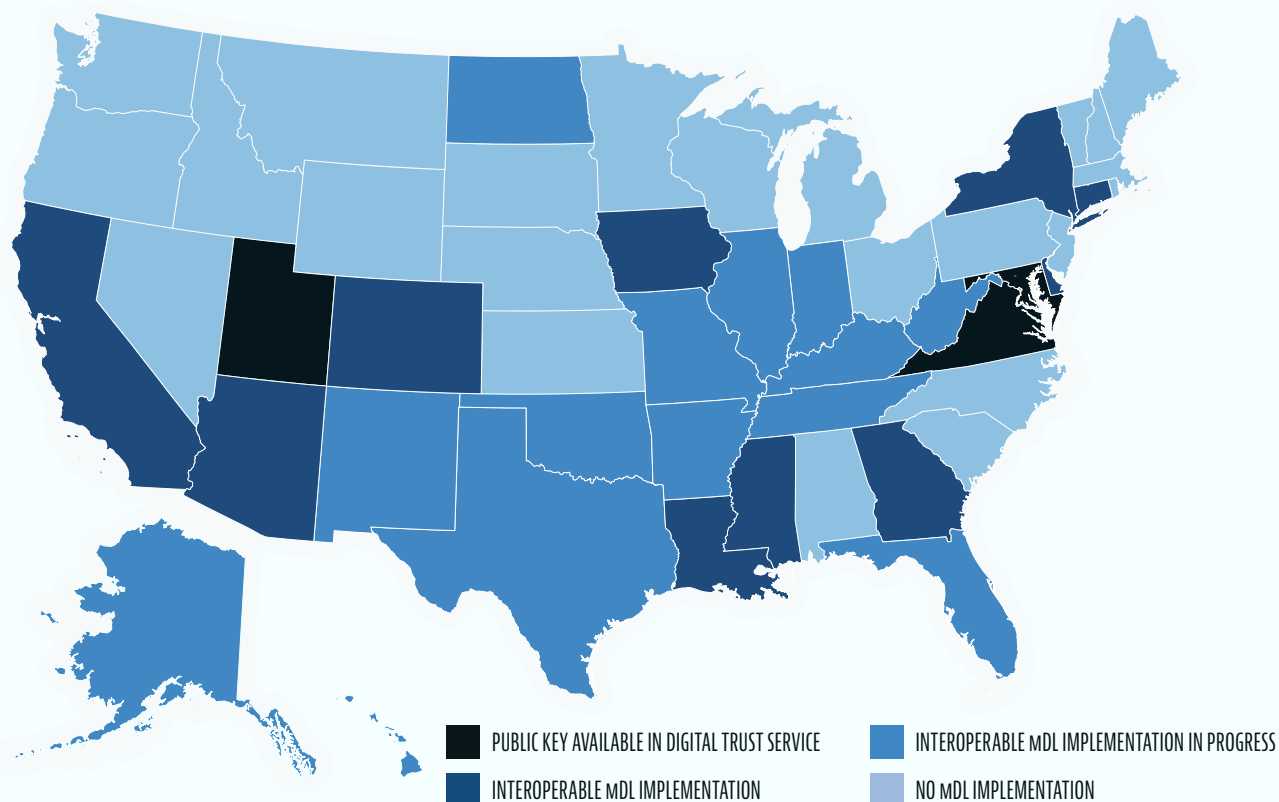 PUBLIC KEY AVAILABLE IN DIGITAL TRUST SERVICE
INTEROPERABLE mDL IMPLEMENTATION IN PROGRESS
INTEROPERABLE mDL IMPLEMENTATION
NO mDL IMPLEMENTATION